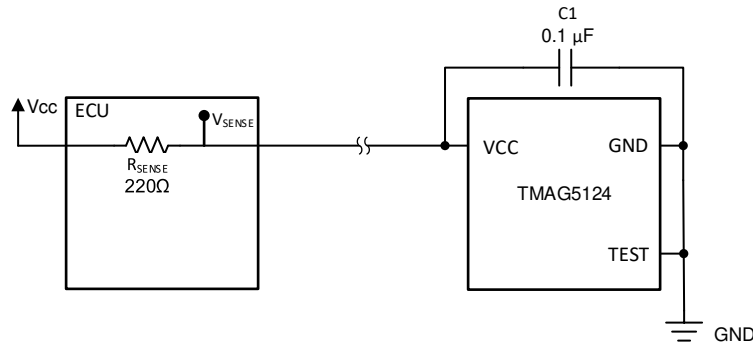 C1
0.1 µF
Vcc
ECU
VSENSE
RSENSE
220Ω
VCC
GND
TMAG5124
TEST
GND